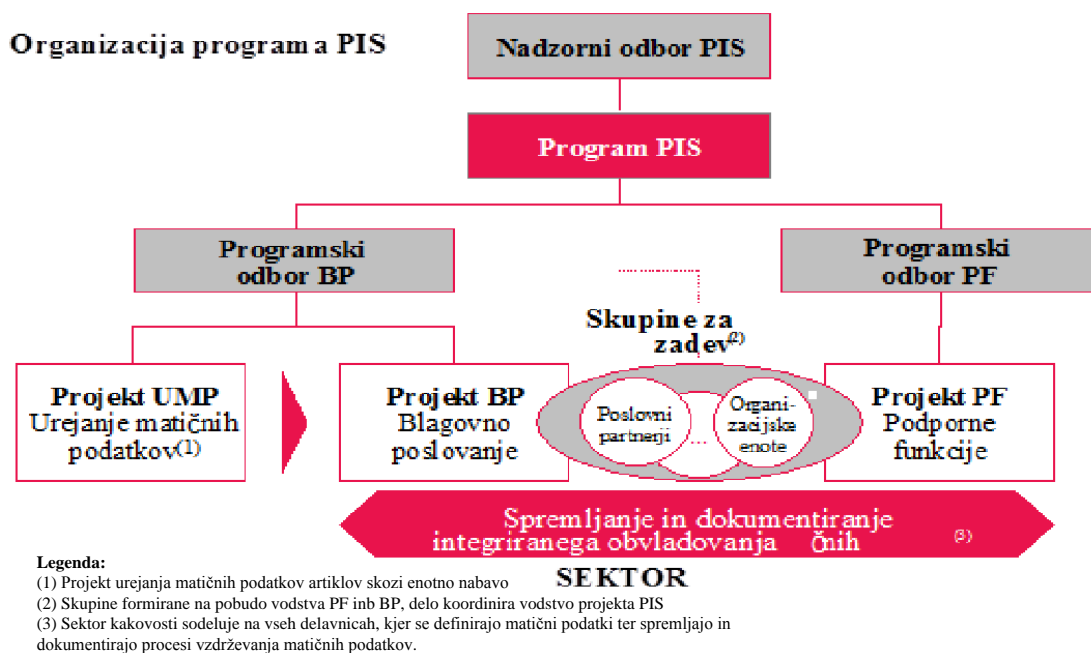 Organizacija programa PIS
Nadzorni odbor PIS
Program PIS
Programski
odbor BP
Programski
odbor PF
Skupine za
zadev(2)
Projekt UMP
Urejanje matičnih
podatkov(1)
Projekt BP
Blagovno
poslovanje
Poslovni
partnerji
...
Organi-
zacijske
enote
Projekt PF
Podporne
funkcije
Spremljanje in dokumentiranje
integriranega obvladovanja čnih (3)
SEKTOR
Legenda:
(1) Projekt urejanja matičnih podatkov artiklov skozi enotno nabavo
(2) Skupine formirane na pobudo vodstva PF inb BP, delo koordinira vodstvo projekta PIS
(3) Sektor kakovosti sodeluje na vseh delavnicah, kjer se definirajo matični podatki ter spremljajo in
dokumentirajo procesi vzdrževanja matičnih podatkov.